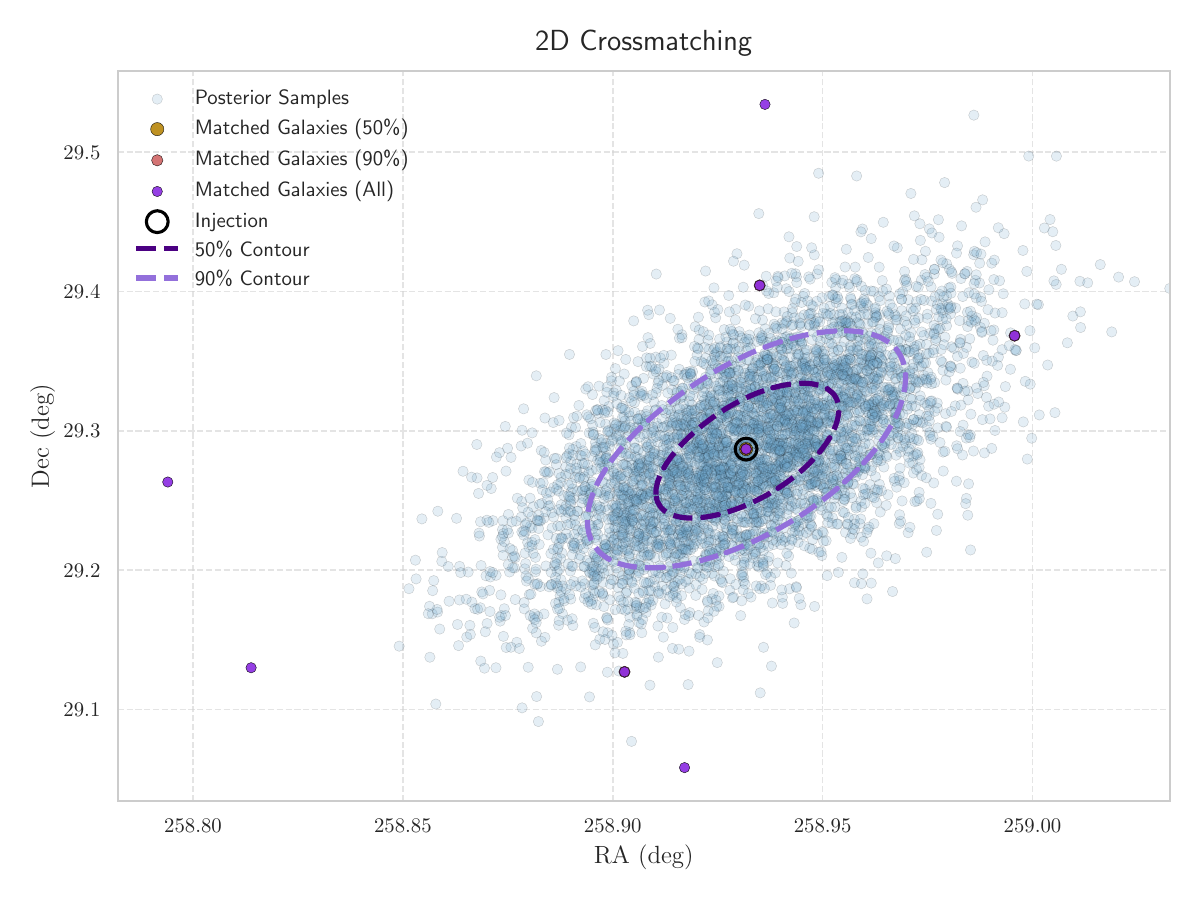 2D Crossmatching
Posterior Samples
Matched Galaxies (50%)
Matched Galaxies (90%)
Matched Galaxies (All)
Injection
50% Contour
90% Contour
29.5
29.4
29.3
29.2
29.1
Dec (deg)
258.80 258.85 258.90 258.95 259.00
RA (deg)